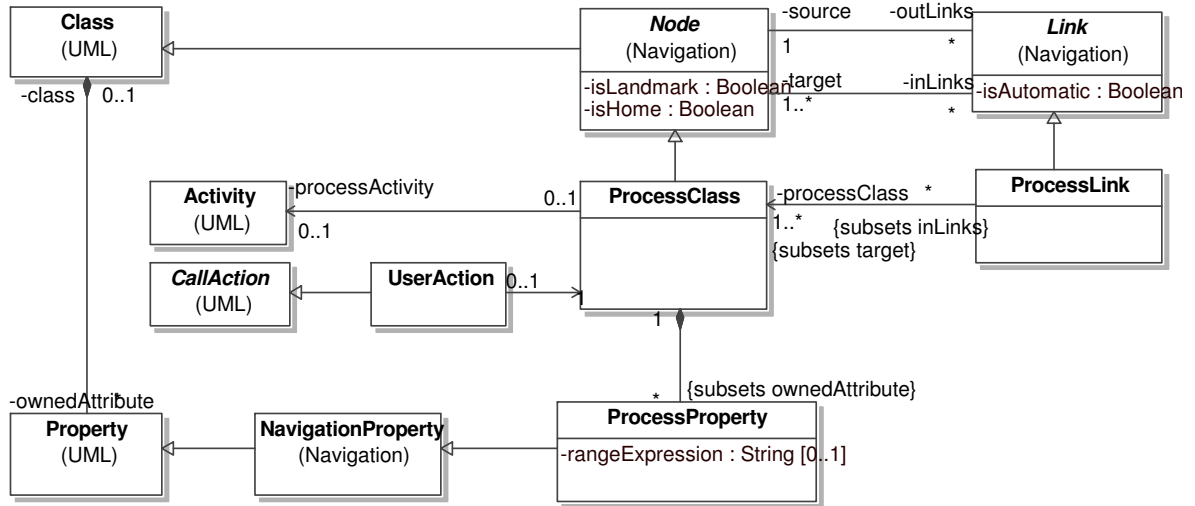 Class
(UML)
-class
0..1
Node
(Navigation)
-isLandmark : Boolean
-isHome : Boolean
-source
-outLinks
1
*
-target
-inLinks
1..*
*
Link
(Navigation)
-isAutomatic : Boolean
Activity
(UML)
-processActivity
0..1
0..1
ProcessClass
-processClass
*
1..*
{subsets inLinks}
{subsets target}
ProcessLink
CallAction
(UML)
UserAction
0..1
1
1
{subsets ownedAttribute}
*
-ownedAttribute
*
Property
(UML)
NavigationProperty
(Navigation)
ProcessProperty
-rangeExpression : String [0..1]